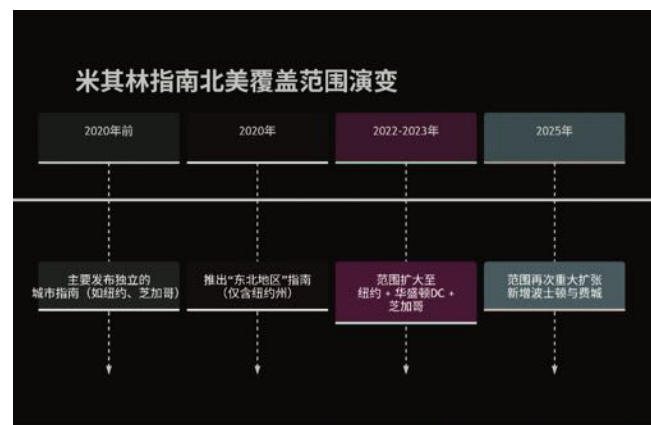 米其林指南北美覆盖范围演变
2020年前
2020年
2022-2023年
2025年
主要发布独立的
城市指南（如纽约、芝加哥）
推出“东北地区”指南
（仅含纽约州）
范围扩大至
纽约 + 华盛顿DC +
芝加哥
范围再次重大扩张
新增波士顿与费城